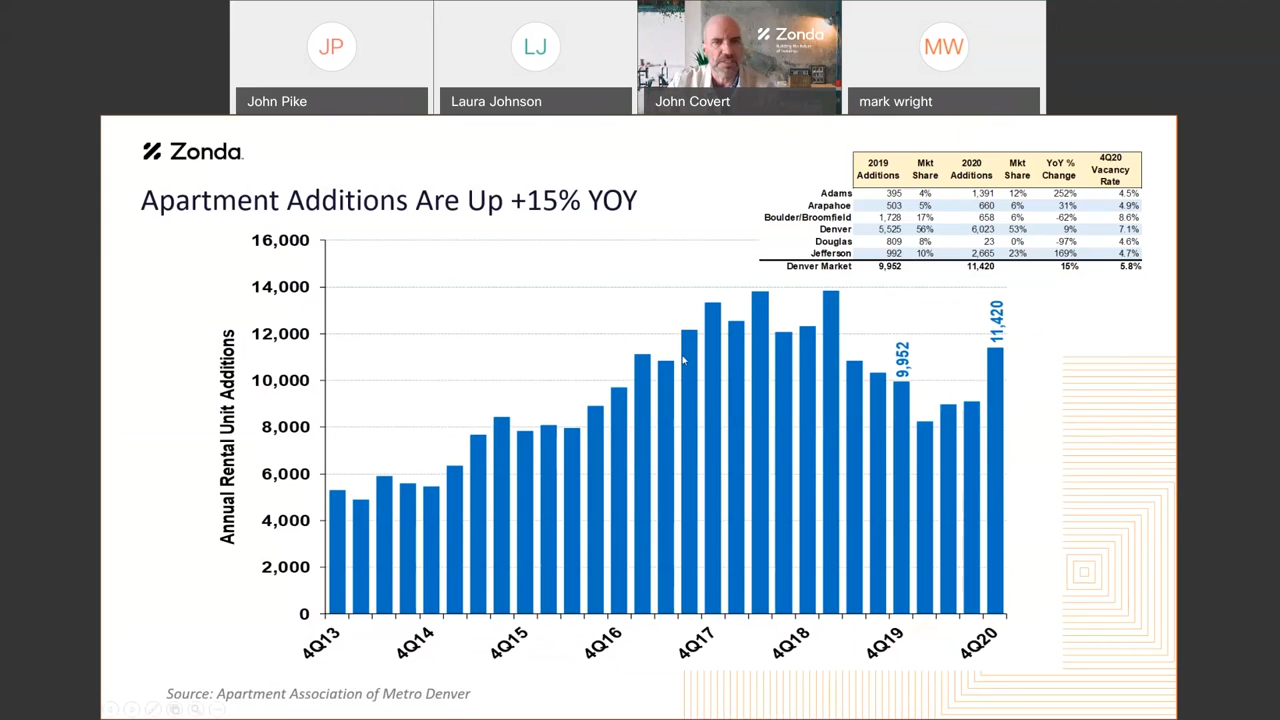 JP
LJ
Zonda
MW
John Pike
Laura Johnson
John Covert
mark wright
Zonda
Apartment Additions Are Up +15% YOY
2019 Additions Mkt Share 2020 Additions Mkt Share YoY % Change 4Q20 Vacancy Rate
Adams 395 4% 1,391 12% 252% 4.5%
Arapahoe 503 5% 660 6% 31% 4.9%
Boulder/Broomfield 1,728 17% 658 6% -62% 8.6%
Denver 5,525 56% 6,023 53% 9% 7.1%
Douglas 809 8% 23 0% -97% 4.6%
Jefferson 992 10% 2,665 23% 169% 4.7%
Denver Market 9,952 11,420 15% 5.8%
Annual Rental Unit Additions
16,000
14,000
12,000
10,000
8,000
6,000
4,000
2,000
0
9,952
11,420
4Q13
4Q14
4Q15
4Q16
4Q17
4Q18
4Q19
4Q20
Source: Apartment Association of Metro Denver